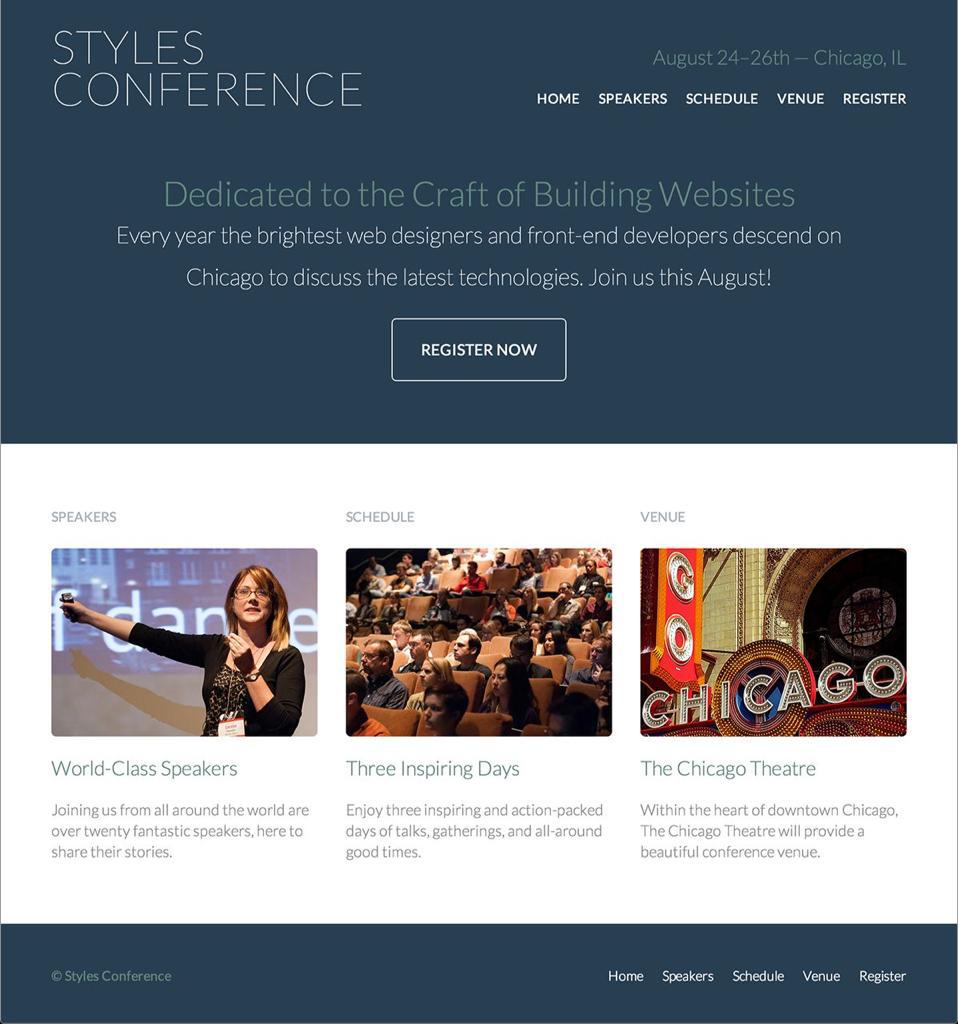 STYLES
CONFERENCE
August 24–26th — Chicago, IL
HOME SPEAKERS SCHEDULE VENUE REGISTER
Dedicated to the Craft of Building Websites
Every year the brightest web designers and front-end developers descend on
Chicago to discuss the latest technologies. Join us this August!
REGISTER NOW
SPEAKERS
f dance
World-Class Speakers
Joining us from all around the world are
over twenty fantastic speakers, here to
share their stories.
SCHEDULE
Three Inspiring Days
Enjoy three inspiring and action-packed
days of talks, gatherings, and all-around
good times.
VENUE
CO
CHICAGO
The Chicago Theatre
Within the heart of downtown Chicago,
The Chicago Theatre will provide a
beautiful conference venue.
© Styles Conference
Home Speakers Schedule Venue Register